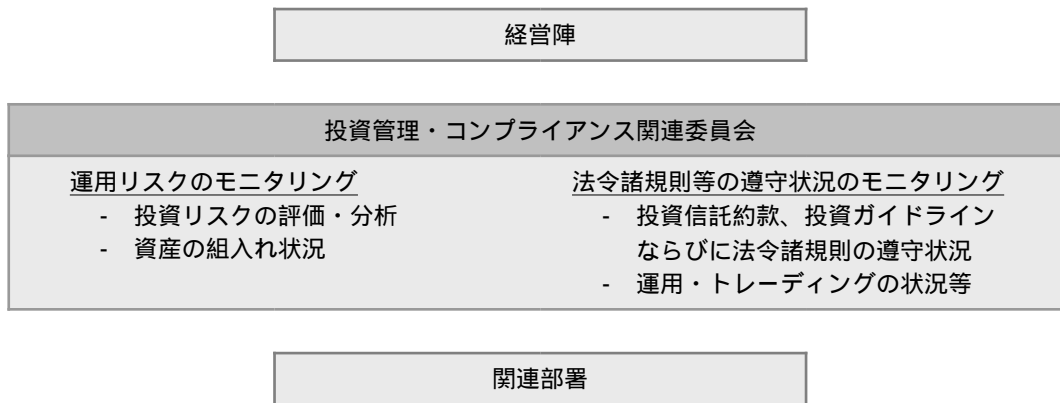 経営陣
投資管理・コンプライアンス関連委員会
運用リスクのモニタリング
- 投資リスクの評価・分析
- 資産の組入れ状況
法令諸規則等の遵守状況のモニタリング
- 投資信託約款、投資ガイドライン
ならびに法令諸規則の遵守状況
- 運用・トレーディングの状況等
関連部署